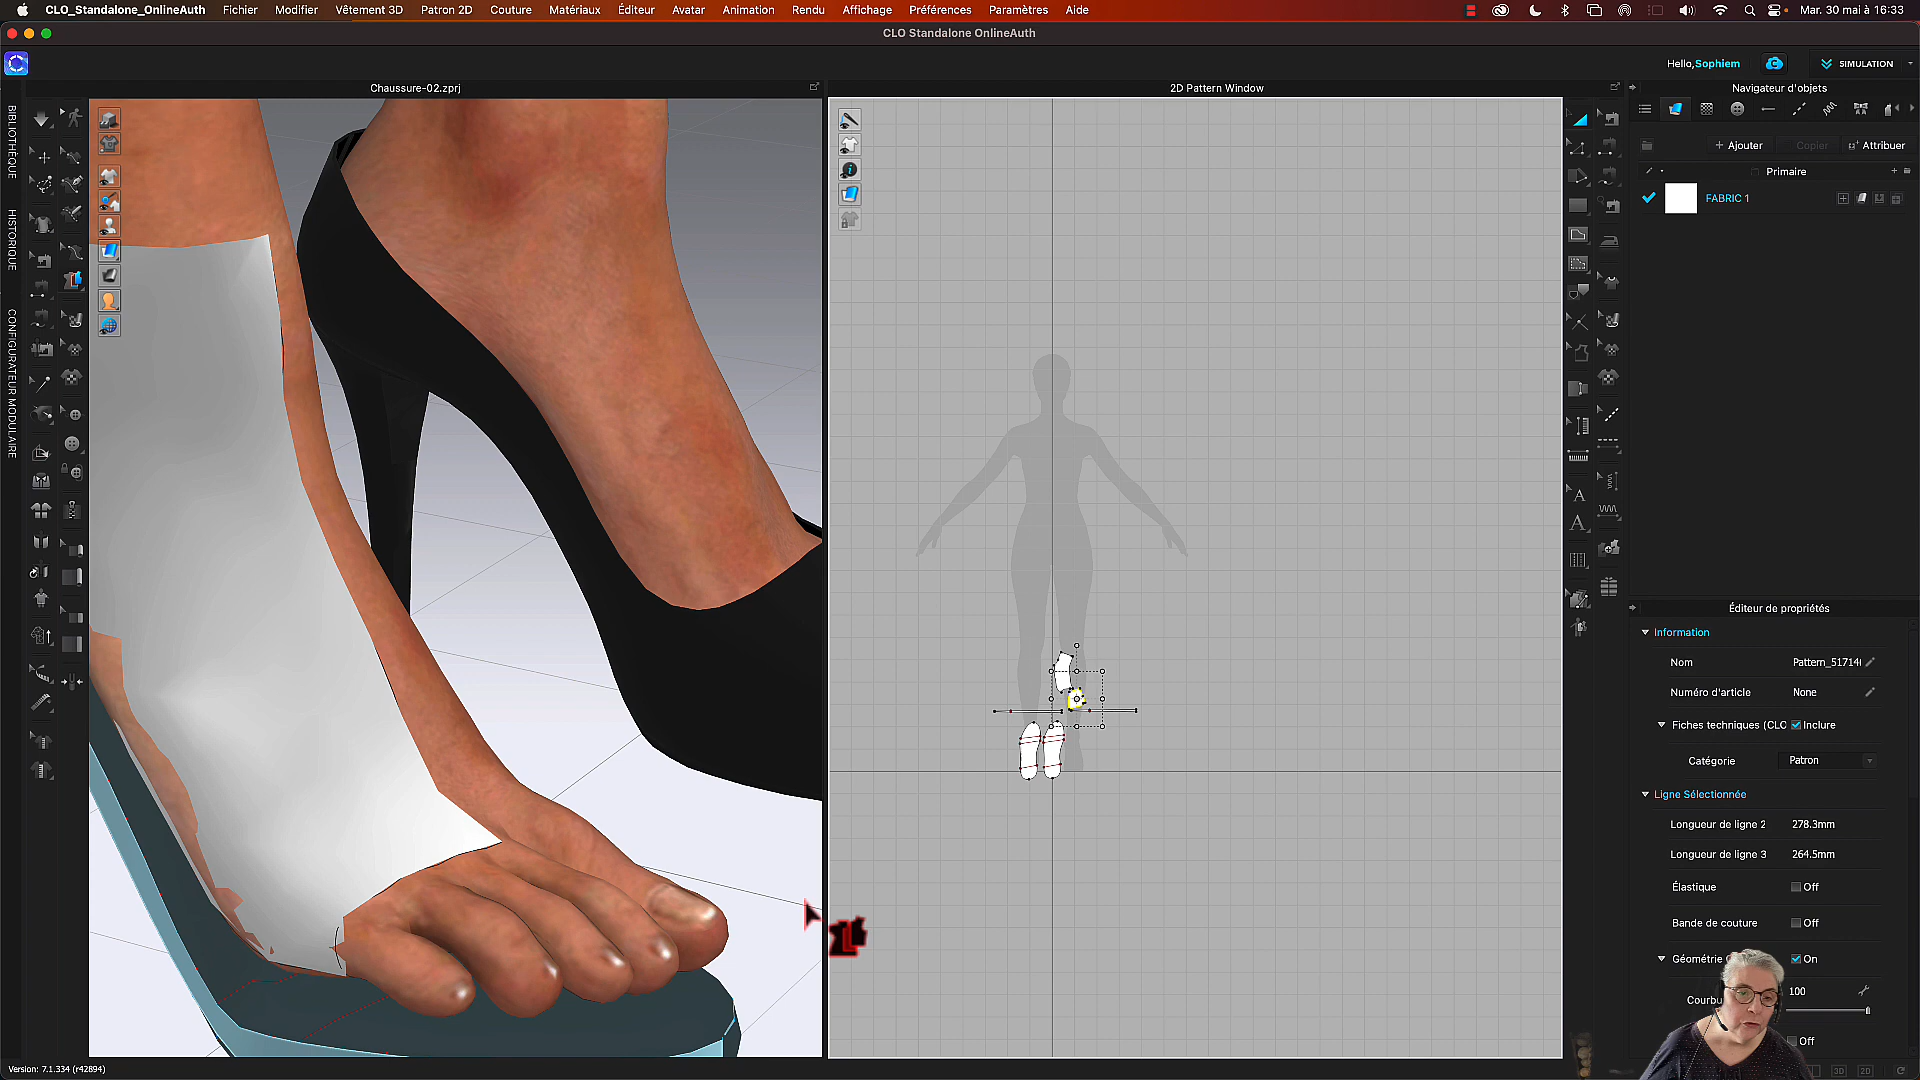 CLO_Standalone_OnlineAuth Fichier Modifier Vêtement 3D Patron 2D Couture Matériaux Éditeur Avatar Animation Rendu Affichage Préférences Paramètres Aide Mar. 30 mai à 16:33
CLO Standalone OnlineAuth
Hello,Sophiem SIMULATION
Chaussure-02.zprj
2D Pattern Window
Navigateur d'objets
BIBLIOTHÈQUE
HISTORIQUE
CONFIGURATEUR MODULAIRE
+ Ajouter Copier Attribuer
Primaire
FABRIC 1
Éditeur de propriétés
Information
Nom Pattern_51714
Numéro d'article None
Fiches techniques (CLO Inclure
Catégorie Patron
Ligne Sélectionnée
Longueur de ligne 2 278.3mm
Longueur de ligne 3 264.5mm
Élastique Off
Bande de couture Off
Géométrie On
Courbu 100
Off
A
A
3D 2D
Version: 7.1.334 (r42894)